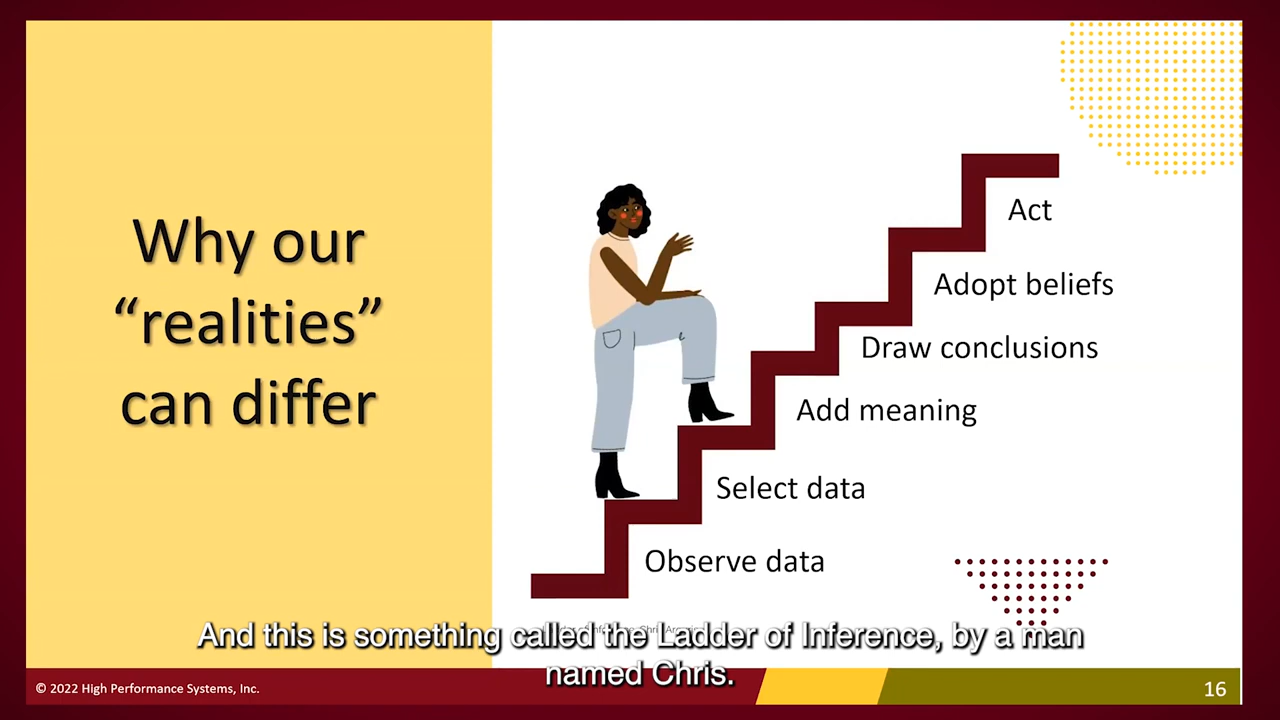 Why our
“realities”
can differ
Act
Adopt beliefs
Draw conclusions
Add meaning
Select data
Observe data
And this is something called the Ladder of Inference, by a man
named Chris.
© 2022 High Performance Systems, Inc.
16